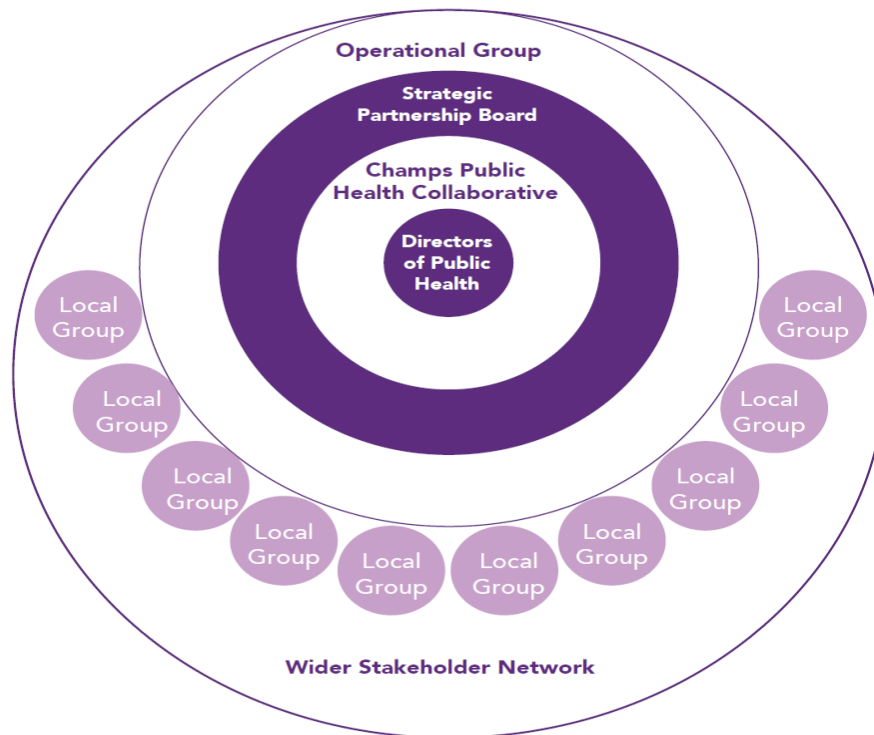 Operational Group
Strategic
Partnership Board
Champs Public
Health Collaborative
Directors
of Public
Health
Local
Group
Local
Group
Local
Group
Local
Group
Local
Group
Local
Group
Local
Group
Local
Group
Local
Group
Local
Group
Wider Stakeholder Network